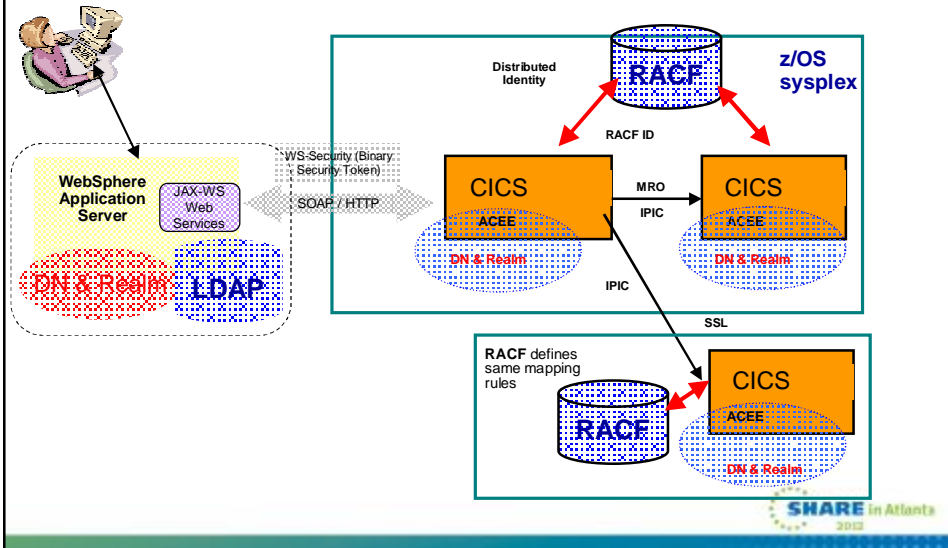 Distributed
Identity
RACF
z/OS
sysplex
RACF ID
WS-Security (Binary
Security Token)
SOAP / HTTP
WebSphere
Application
Server
JAX-WS
Web
Services
DN & Realm
LDAP
CICS
ACEE
DN & Realm
MRO
IPIC
CICS
ACEE
DN & Realm
IPIC
SSL
RACF defines
same mapping
rules
RACF
CICS
ACEE
DN & Realm
SHARE in Atlanta
2012